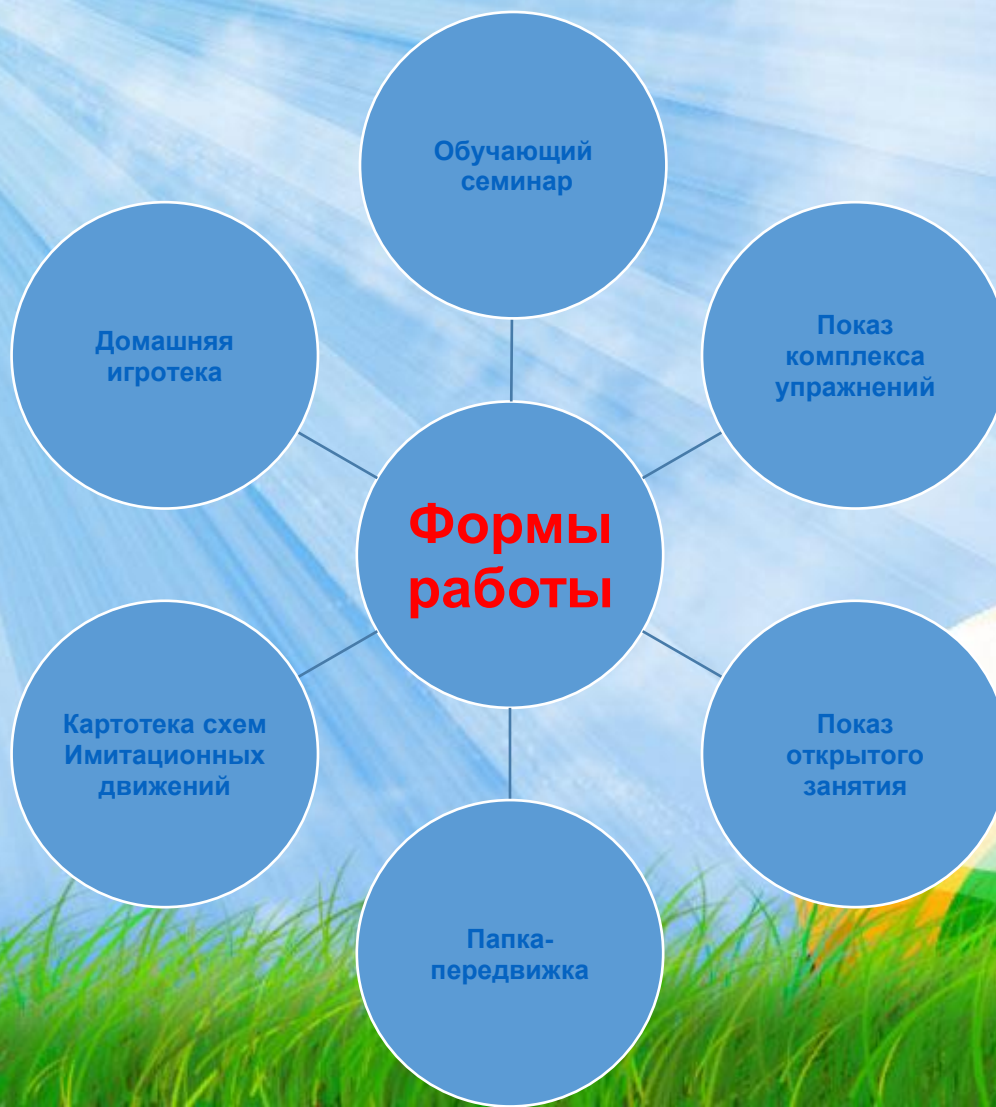 Обучающий
семинар
Показ
комплекса
упражнений
Показ
открытого
занятия
Папка-
передвижка
Картотека схем
Имитационных
движений
Домашняя
игротека
Формы
работы